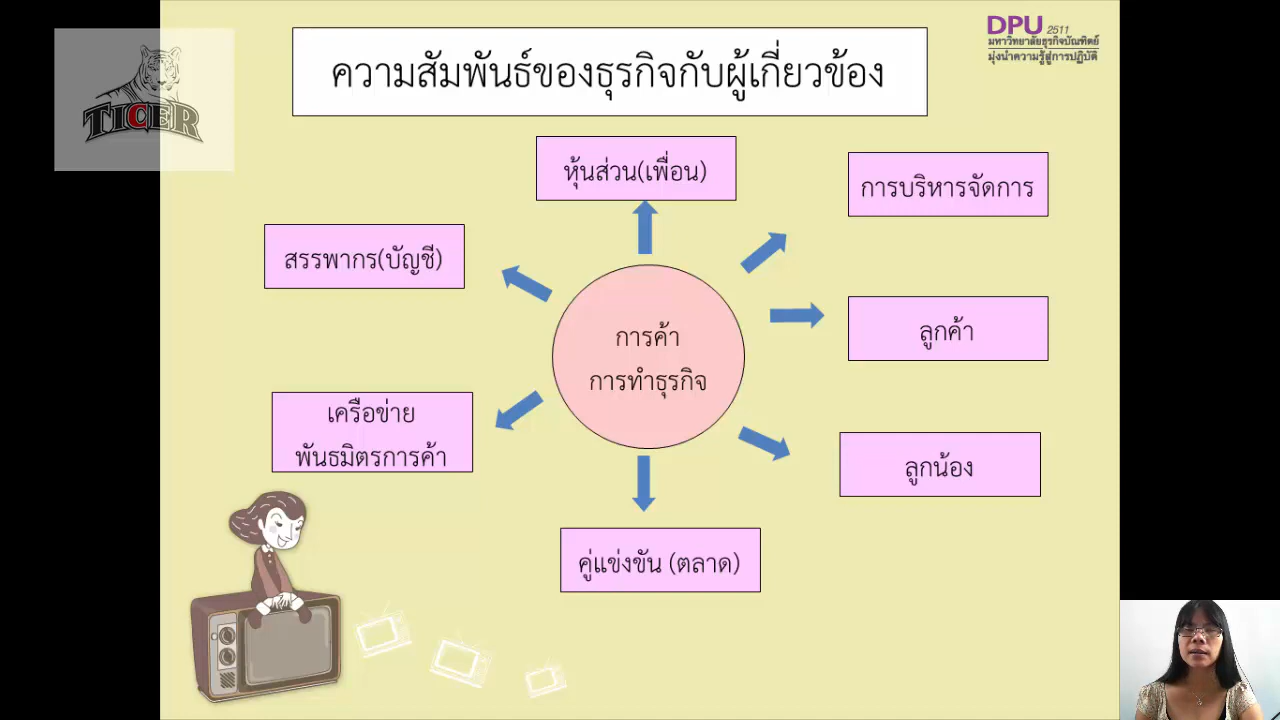 DPU 2511
มหาวิทยาลัยธุรกิจบัณฑิตย์
มุ่งนำความรู้สู่การปฏิบัติ
TICER
ความสัมพันธ์ของธุรกิจกับผู้เกี่ยวข้อง
หุ้นส่วน(เพื่อน)
การบริหารจัดการ
สรรพากร(บัญชี)
ลูกค้า
การค้า
การทำธุรกิจ
เครือข่าย
พันธมิตรการค้า
ลูกน้อง
คู่แข่งขัน (ตลาด)